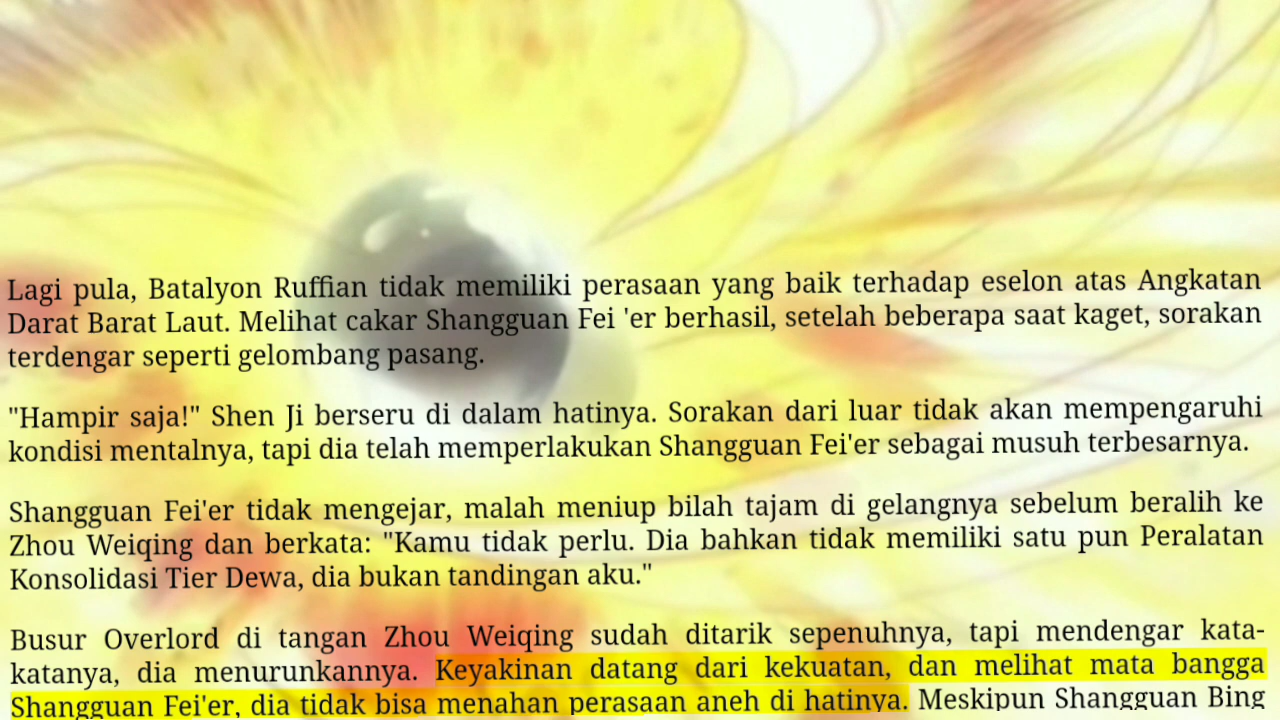 Lagi pula, Batalyon Ruffian tidak memiliki perasaan yang baik terhadap eselon atas Angkatan
Darat Barat Laut. Melihat cakar Shangguan Fei 'er berhasil, setelah beberapa saat kaget, sorakan
terdengar seperti gelombang pasang.
"Hampir saja!" Shen Ji berseru di dalam hatinya. Sorakan dari luar tidak akan mempengaruhi
kondisi mentalnya, tapi dia telah memperlakukan Shangguan Fei'er sebagai musuh terbesarnya.
Shangguan Fei'er tidak mengejar, malah meniup bilah tajam di gelangnya sebelum beralih ke
Zhou Weiqing dan berkata: "Kamu tidak perlu. Dia bahkan tidak memiliki satu pun Peralatan
Konsolidasi Tier Dewa, dia bukan tandingan aku."
Busur Overlord di tangan Zhou Weiqing sudah ditarik sepenuhnya, tapi mendengar kata-
katanya, dia menurunkannya. Keyakinan datang dari kekuatan, dan melihat mata bangga
Shangguan Fei'er, dia tidak bisa menahan perasaan aneh di hatinya. Meskipun Shangguan Bing